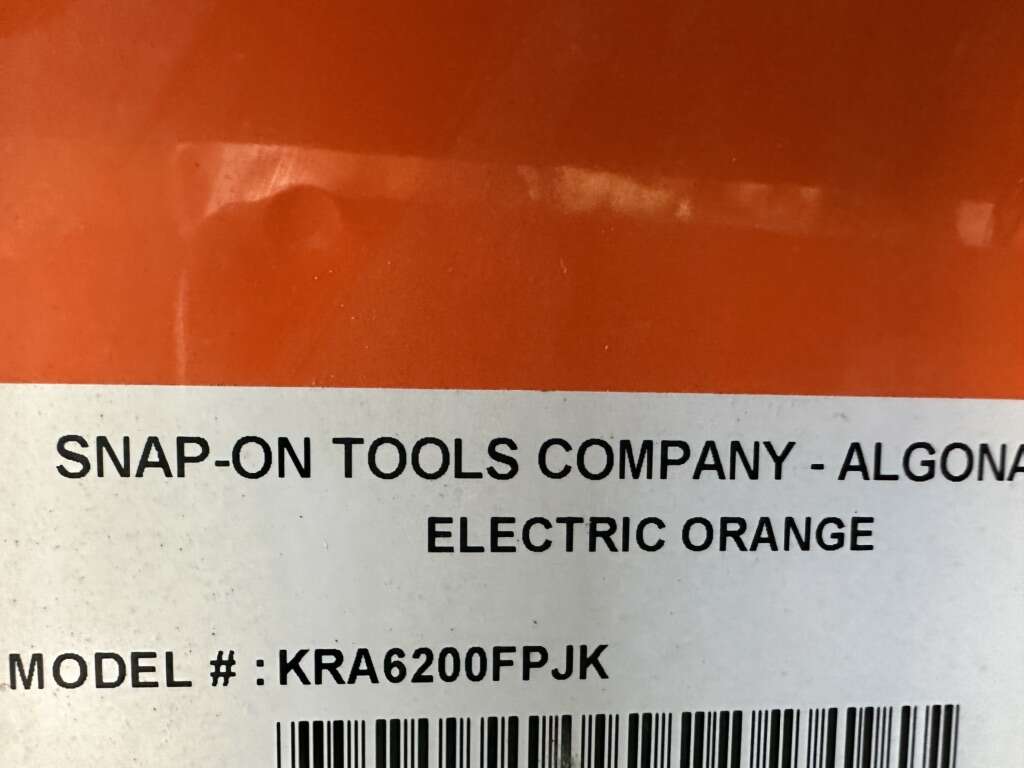 SNAP-ON TOOLS COMPANY - ALGONA
ELECTRIC ORANGE
MODEL # : KRA6200FPJK